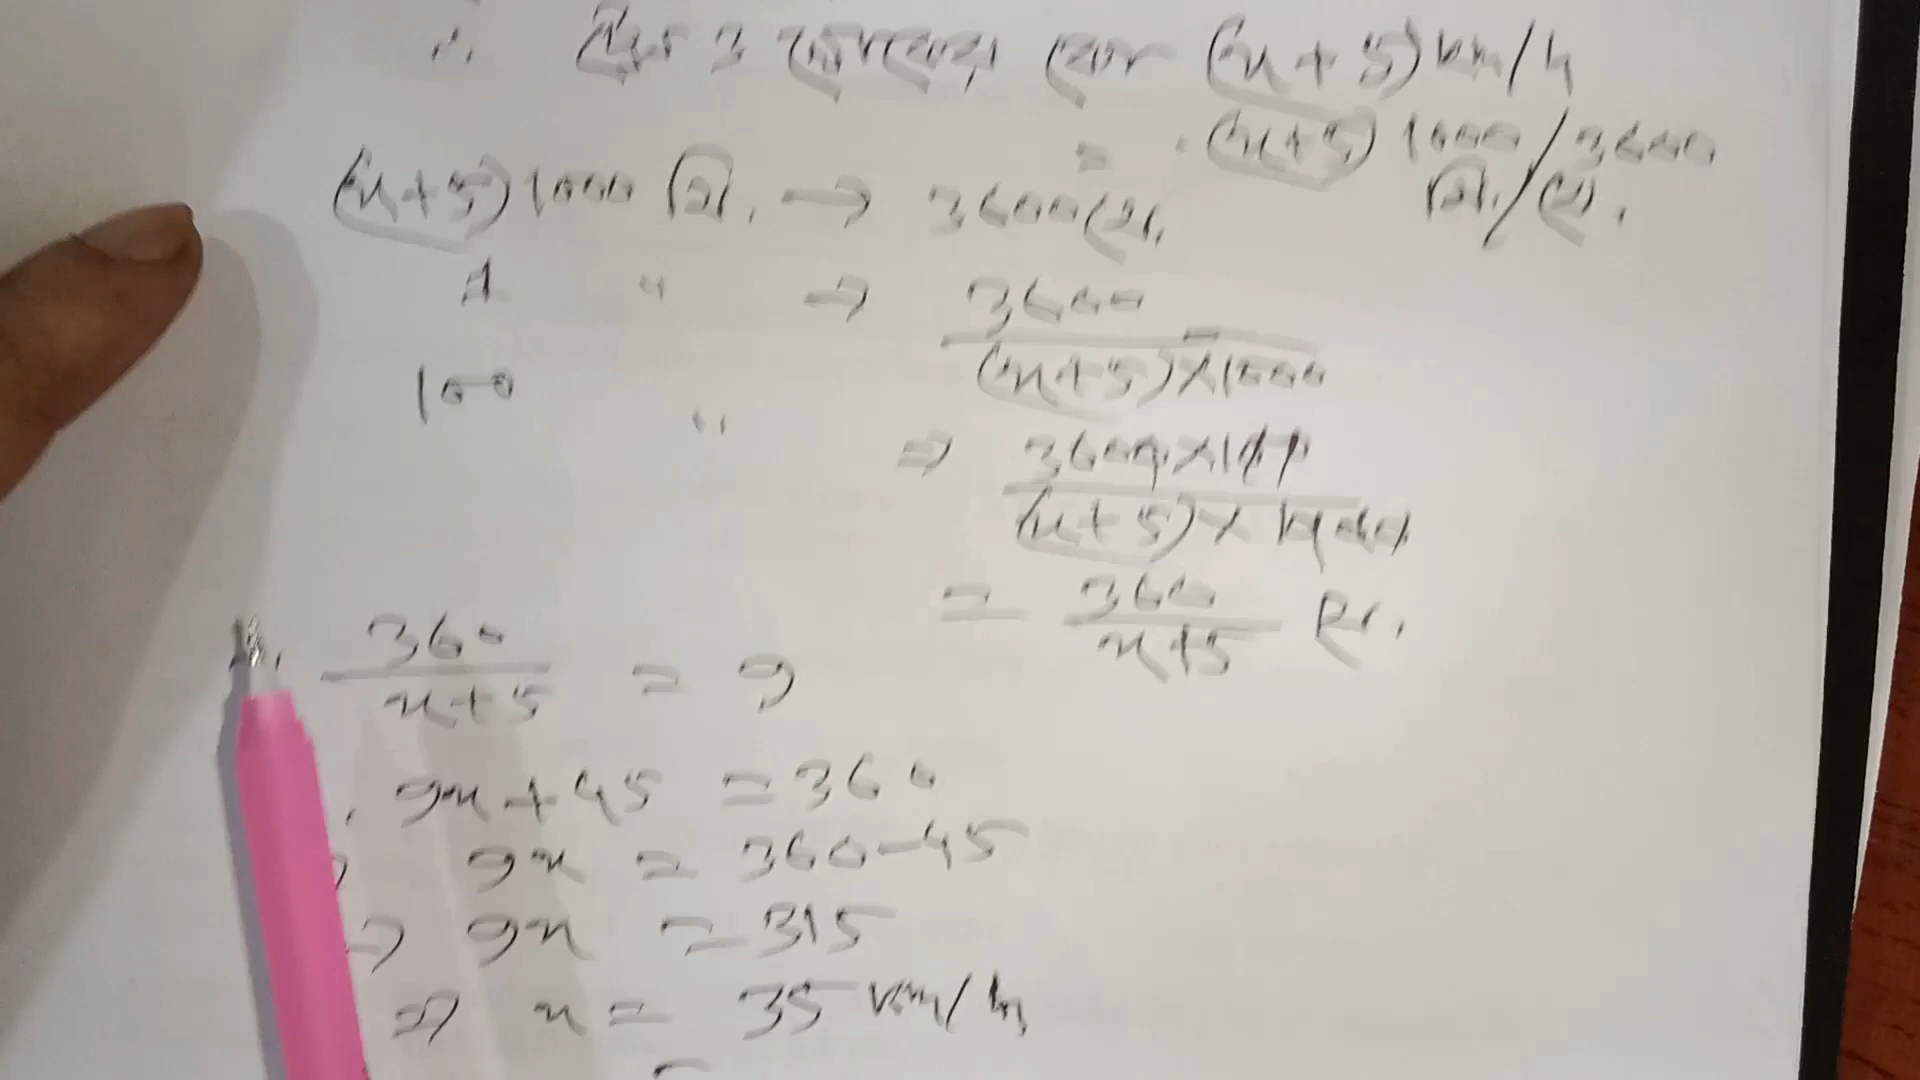 ∴ ট্রেন ও মানুষের বেগ (x+5) km/h
= (x+5) 1000/3600 মি./সে.
(x+5) 1000 মি. → 3600 সে.
1 " → 3600/(x+5)×1000
100 " ⇒ 3600×100/(x+5)×1000
= 360/x+5 সে.
360/x+5 = 9
9x+45 = 360
9x = 360-45
⇒ 9x = 315
⇒ x = 35 km/h